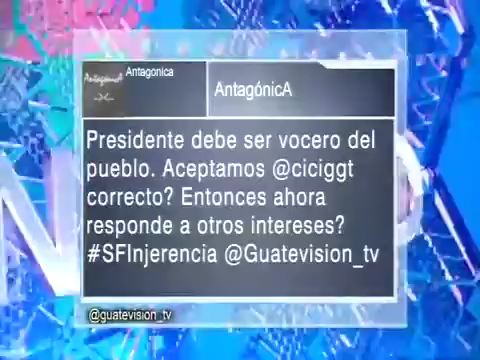 Antagonica
AntagónicA
AntagónicA
Presidente debe ser vocero del
pueblo. Aceptamos @ciciggt
correcto? Entonces ahora
responde a otros intereses?
#SFInjerencia @Guatevision_tv
@guatevision_tv